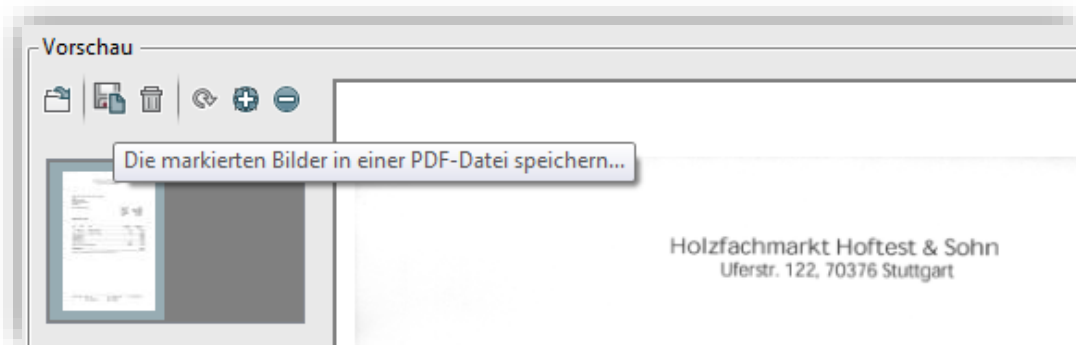 Vorschau
Die markierten Bilder in einer PDF-Datei speichern...
Holzfachmarkt Hoftest & Sohn
Uferstr. 122, 70376 Stuttgart